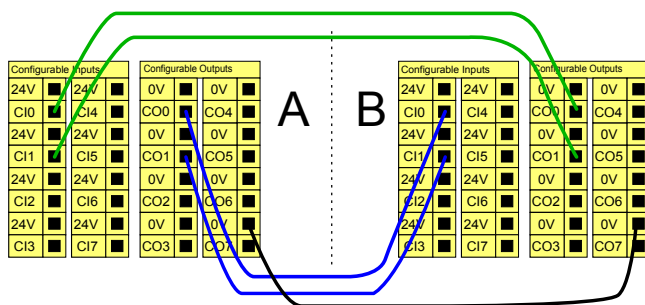 Configurable Inputs Configurable Outputs Configurable Inputs Configurable Outputs
24V 24V 0V 0V 24V 24V 0V 0V
CI0 CI4 CO0 CO4 A B CI0 CI4 CO0 CO4
24V 24V 0V 0V 24V 24V 0V 0V
CI1 CI5 CO1 CO5 CI1 CI5 CO1 CO5
24V 24V 0V 0V 24V 24V 0V 0V
CI2 CI6 CO2 CO6 CI2 CI6 CO2 CO6
24V 24V 0V 0V 24V 24V 0V 0V
CI3 CI7 CO3 CO7 CI3 CI7 CO3 CO7